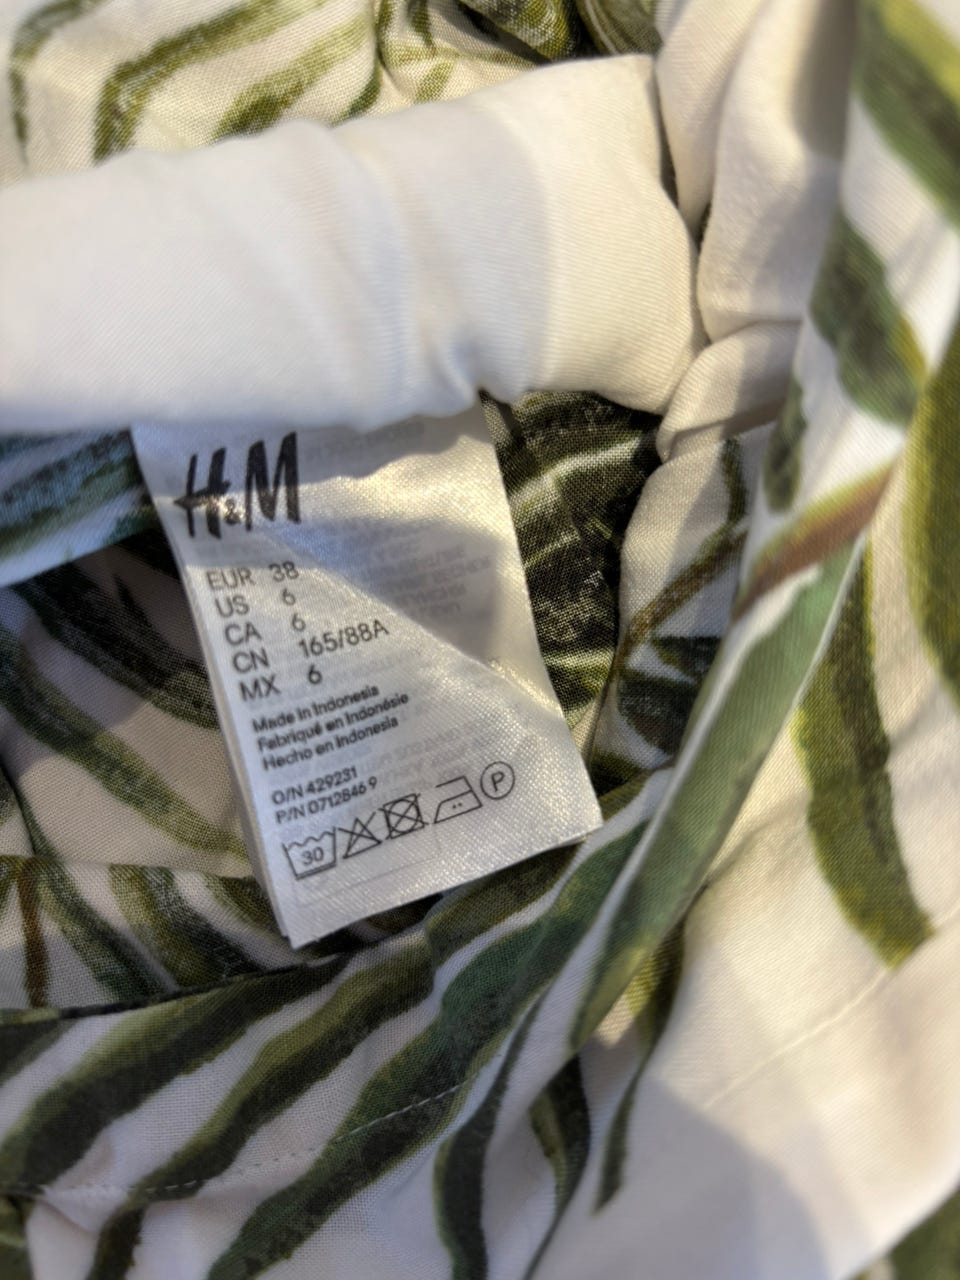 H&M
EUR 38
US 6
CA 6
CN 165/88A
MX 6
Made in Indonesia
Fabriqué en Indonésie
Hecho en Indonesia
O/N 429231
P/N 0712846 9
30 P